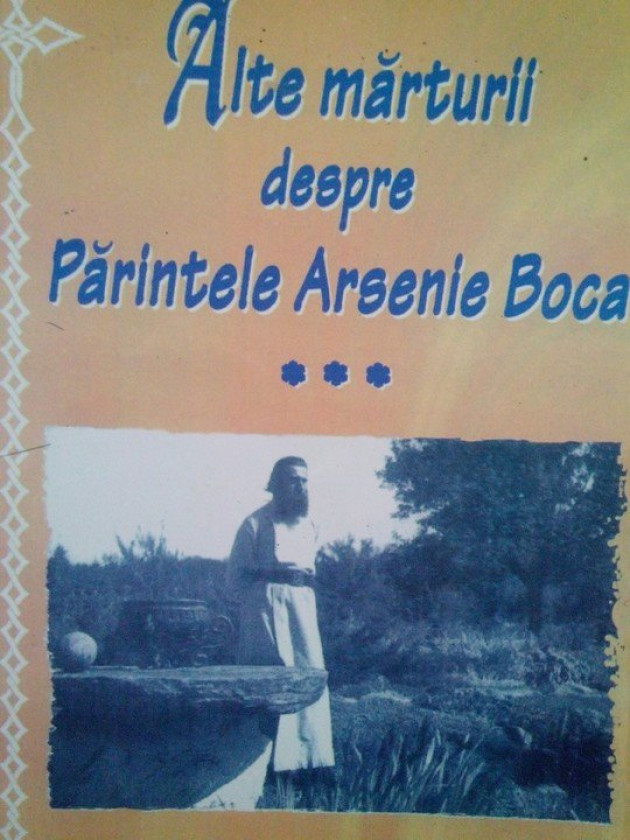 Alte mărturii
despre
Părintele Arsenie Boca
* * *